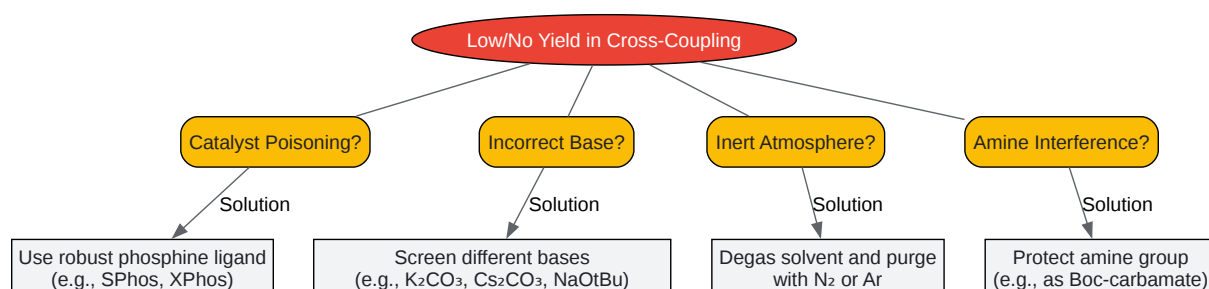 Low/No Yield in Cross-Coupling
Catalyst Poisoning?
Incorrect Base?
Inert Atmosphere?
Amine Interference?
Solution
Solution
Solution
Solution
Use robust phosphine ligand
(e.g., SPhos, XPhos)
Screen different bases
(e.g., K₂CO₃, Cs₂CO₃, NaOtBu)
Degas solvent and purge
with N₂ or Ar
Protect amine group
(e.g., as Boc-carbamate)